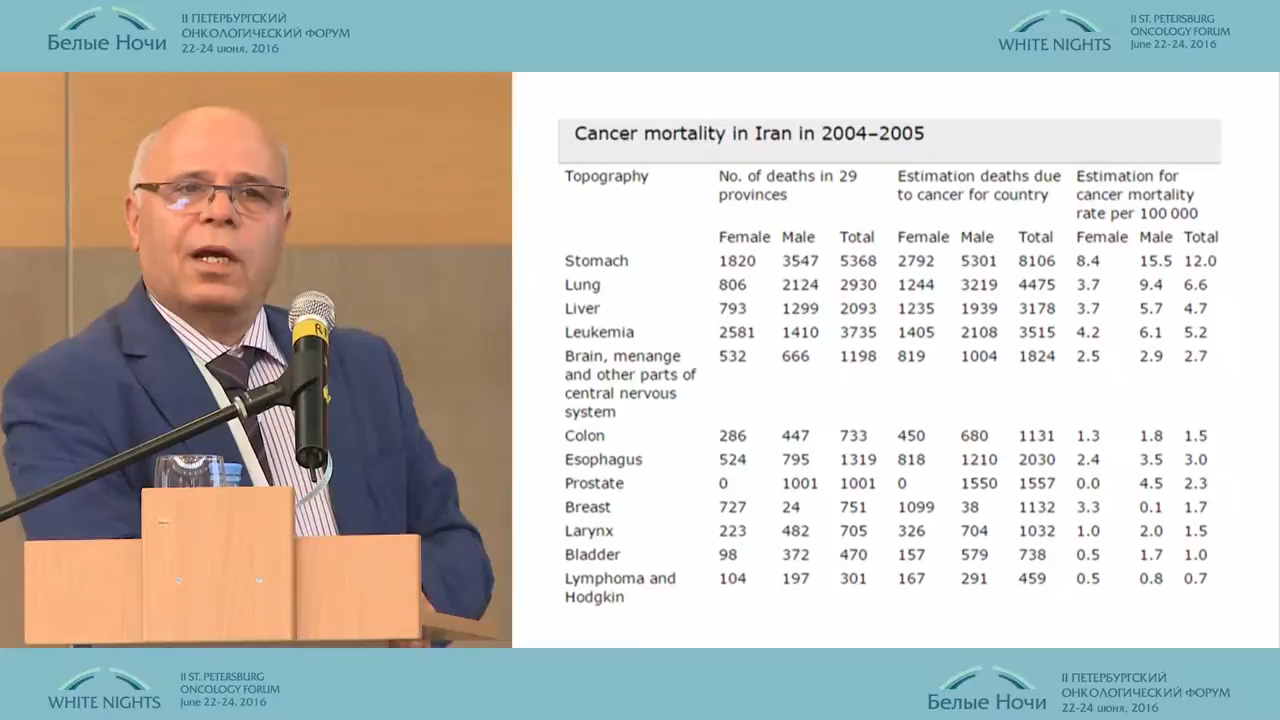 II ПЕТЕРБУРГСКИЙ
ОНКОЛОГИЧЕСКИЙ ФОРУМ
Белые Ночи
22-24 июня, 2016
II ST. PETERSBURG
ONCOLOGY FORUM
WHITE NIGHTS
June 22-24, 2016
Cancer mortality in Iran in 2004–2005
Topography No. of deaths in 29 Estimation deaths due Estimation for
provinces to cancer for country cancer mortality
rate per 100 000
Female Male Total Female Male Total Female Male Total
Stomach 1820 3547 5368 2792 5301 8106 8.4 15.5 12.0
Lung 806 2124 2930 1244 3219 4475 3.7 9.4 6.6
Liver 793 1299 2093 1235 1939 3178 3.7 5.7 4.7
Leukemia 2581 1410 3735 1405 2108 3515 4.2 6.1 5.2
Brain, menange 532 666 1198 819 1004 1824 2.5 2.9 2.7
and other parts of
central nervous
system
Colon 286 447 733 450 680 1131 1.3 1.8 1.5
Esophagus 524 795 1319 818 1210 2030 2.4 3.5 3.0
Prostate 0 1001 1001 0 1550 1557 0.0 4.5 2.3
Breast 727 24 751 1099 38 1132 3.3 0.1 1.7
Larynx 223 482 705 326 704 1032 1.0 2.0 1.5
Bladder 98 372 470 157 579 738 0.5 1.7 1.0
Lymphoma and 104 197 301 167 291 459 0.5 0.8 0.7
Hodgkin
II ST. PETERSBURG
ONCOLOGY FORUM
WHITE NIGHTS
June 22-24, 2016
II ПЕТЕРБУРГСКИЙ
ОНКОЛОГИЧЕСКИЙ ФОРУМ
Белые Ночи
22-24 июня, 2016